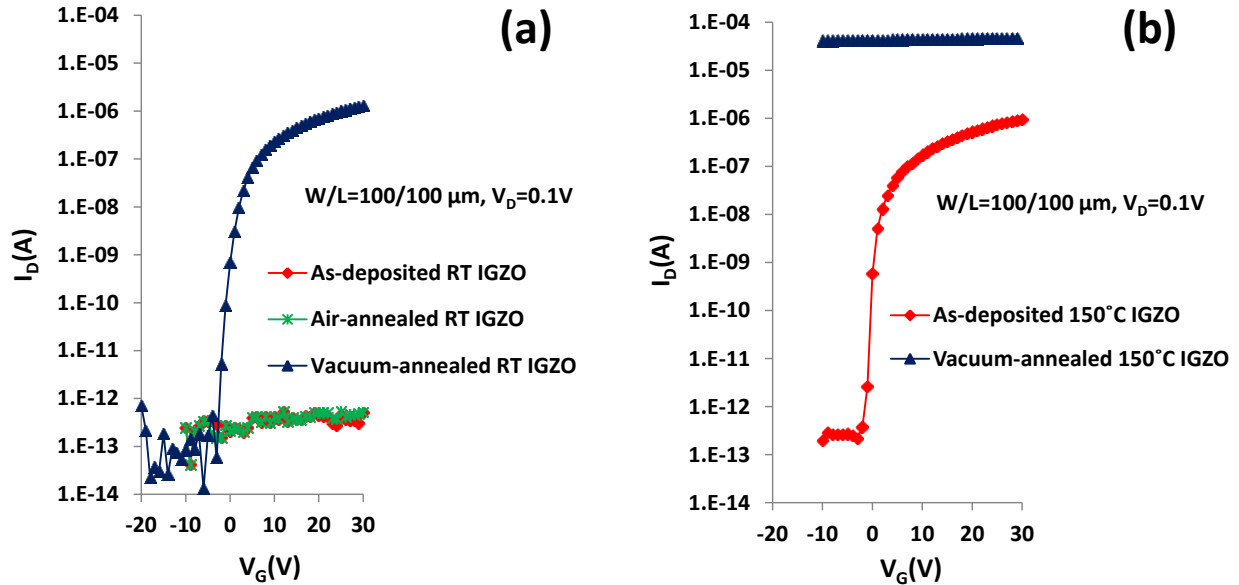 (a)
1.E-04
1.E-05
1.E-06
1.E-07
1.E-08
1.E-09
1.E-10
1.E-11
1.E-12
1.E-13
1.E-14
I_D(A)
W/L=100/100 µm, V_D=0.1V
As-deposited RT IGZO
Air-annealed RT IGZO
Vacuum-annealed RT IGZO
-20 -10 0 10 20 30
V_G(V)
(b)
1.E-04
1.E-05
1.E-06
1.E-07
1.E-08
1.E-09
1.E-10
1.E-11
1.E-12
1.E-13
1.E-14
I_D(A)
W/L=100/100 µm, V_D=0.1V
As-deposited 150˚C IGZO
Vacuum-annealed 150˚C IGZO
-20 -10 0 10 20 30
V_G(V)